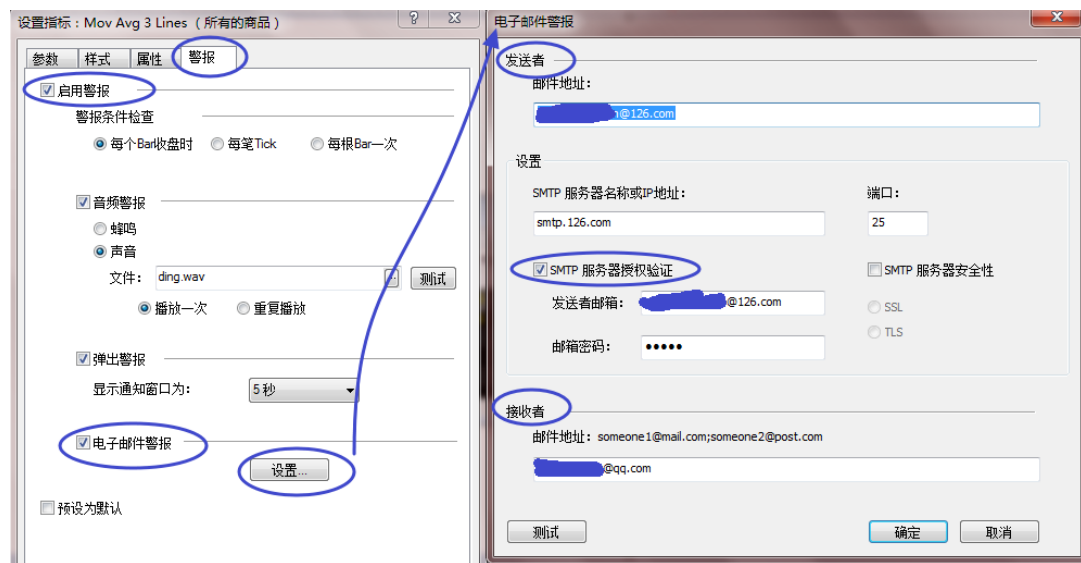 设置指标：Mov Avg 3 Lines （所有的商品）
参数 样式 属性 警报
启用警报
警报条件检查
每个Bar收盘时 每笔Tick 每根Bar一次
音频警报
蜂鸣
声音
文件： ding.wav ... 测试
播放一次 重复播放
弹出警报
显示通知窗口为： 5 秒
电子邮件警报
设置...
预设为默认
电子邮件警报
发送者
邮件地址：
@126.com
设置
SMTP 服务器名称或IP地址： 端口：
smtp.126.com 25
SMTP 服务器授权验证 SMTP 服务器安全性
发送者邮箱： @126.com SSL
TLS
邮箱密码： •••••
接收者
邮件地址：someone1@mail.com;someone2@post.com
@qq.com
测试 确定 取消